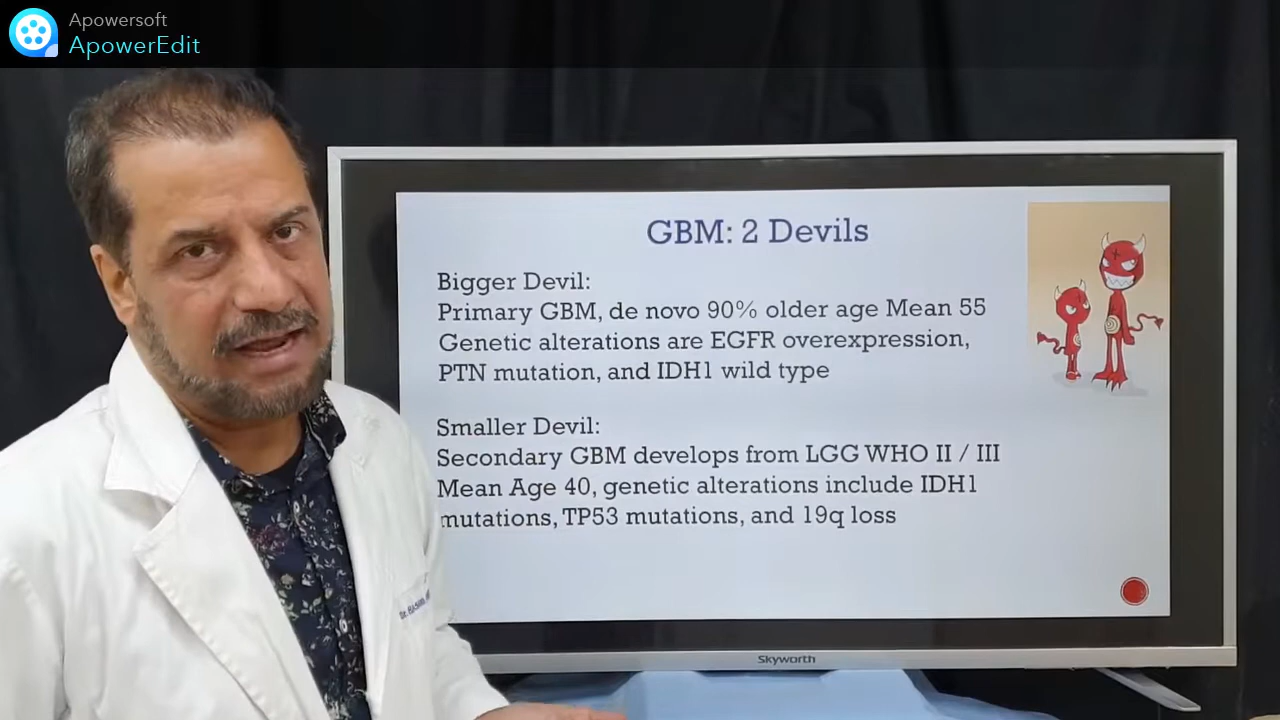 Apowersoft
ApowerEdit
GBM: 2 Devils
Bigger Devil:
Primary GBM, de novo 90% older age Mean 55
Genetic alterations are EGFR overexpression,
PTN mutation, and IDH1 wild type
Smaller Devil:
Secondary GBM develops from LGG WHO II / III
Mean Age 40, genetic alterations include IDH1
mutations, TP53 mutations, and 19q loss
Skyworth